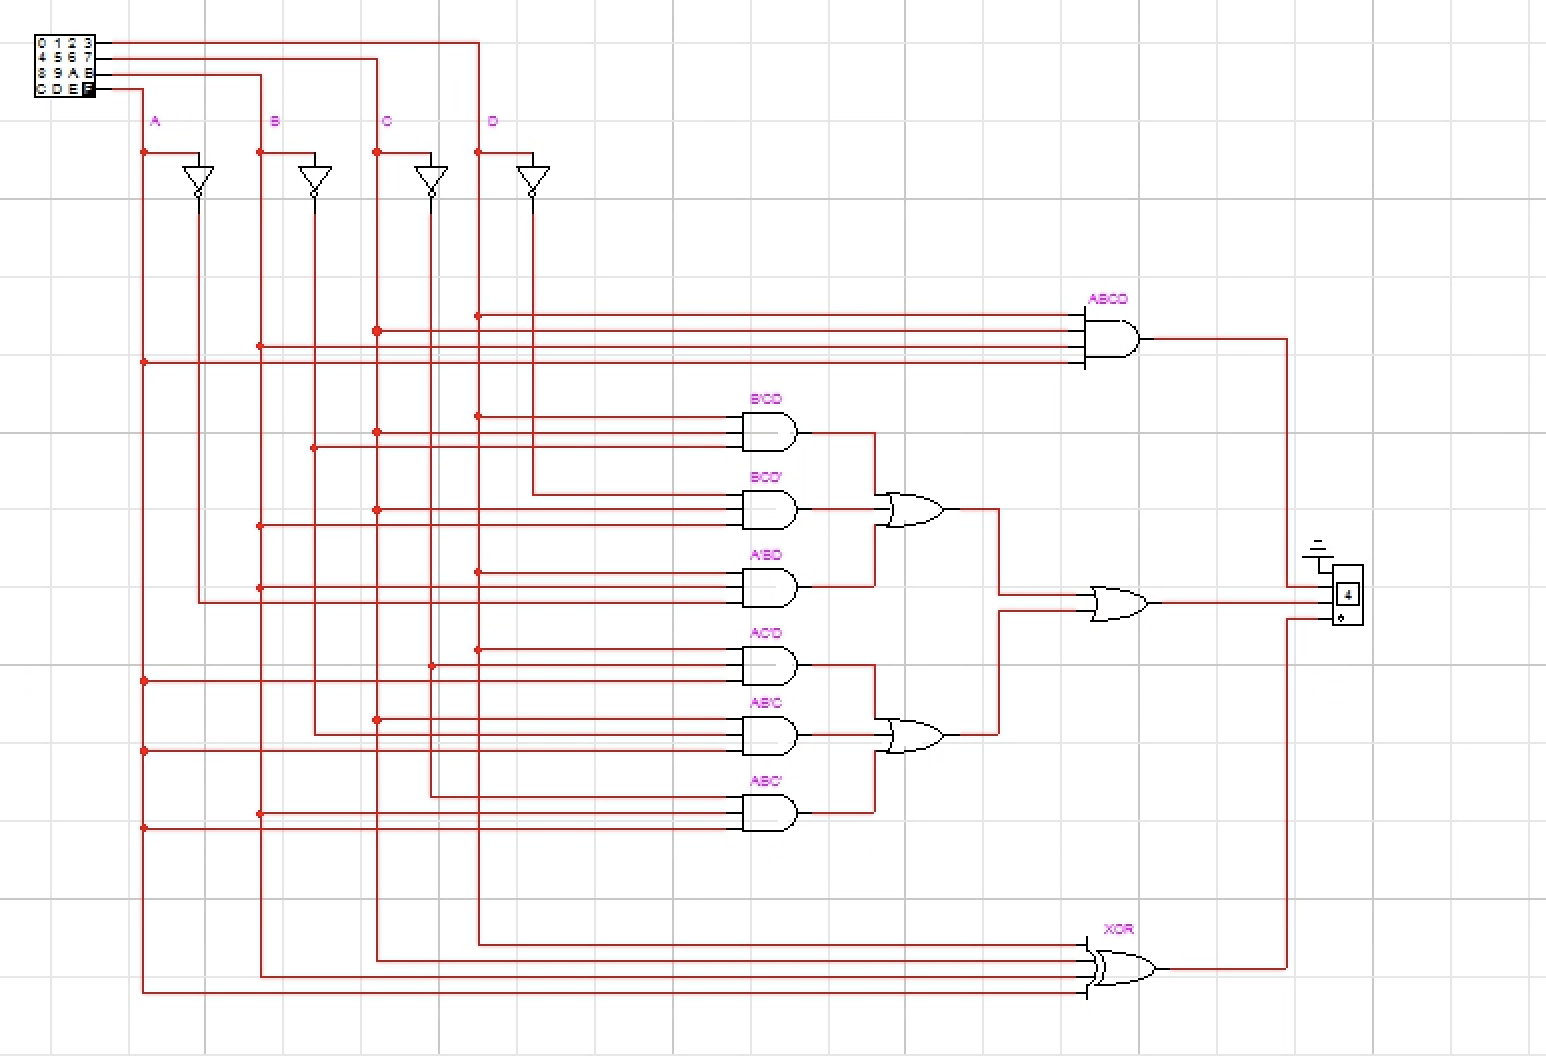 0 1 2 3
4 5 6 7
8 9 A B
C D E F
A B C D
ABCD
B'CD
BCD'
A'BD
4
AC'D
AB'C
ABC'
XOR